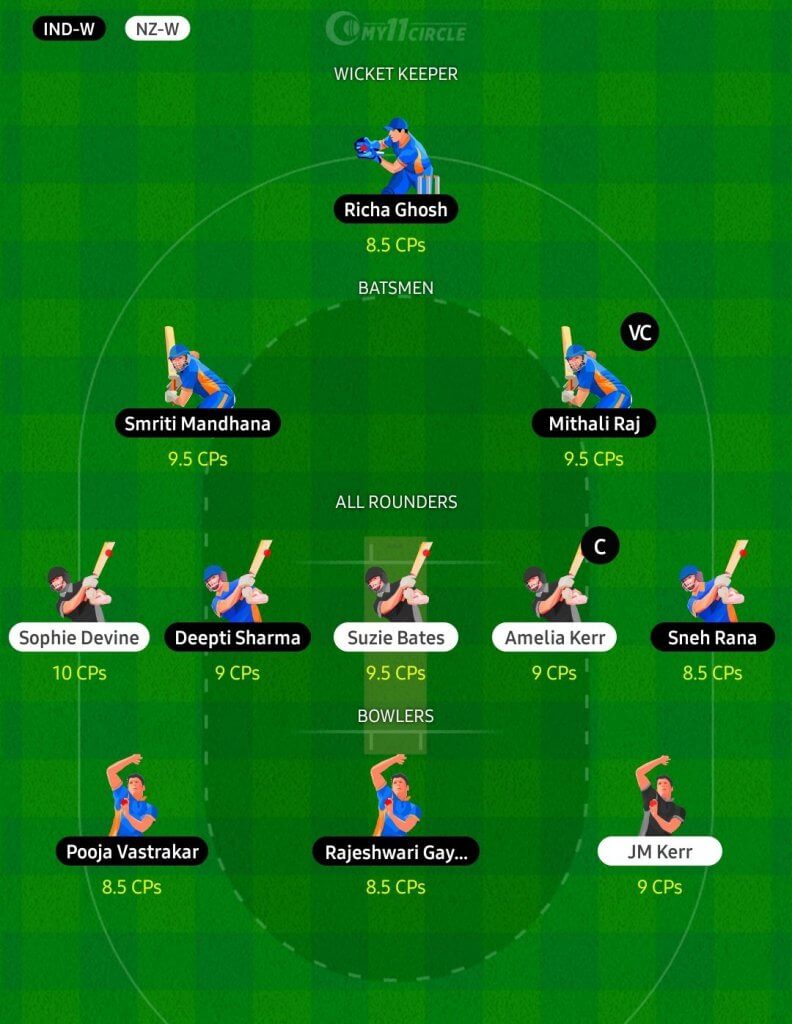 IND-W
NZ-W
MY11CIRCLE
WICKET KEEPER
Richa Ghosh
8.5 CPs
BATSMEN
VC
Smriti Mandhana
9.5 CPs
Mithali Raj
9.5 CPs
ALL ROUNDERS
C
Sophie Devine
10 CPs
Deepti Sharma
9 CPs
Suzie Bates
9.5 CPs
Amelia Kerr
9 CPs
Sneh Rana
8.5 CPs
BOWLERS
Pooja Vastrakar
8.5 CPs
Rajeshwari Gay...
8.5 CPs
JM Kerr
9 CPs